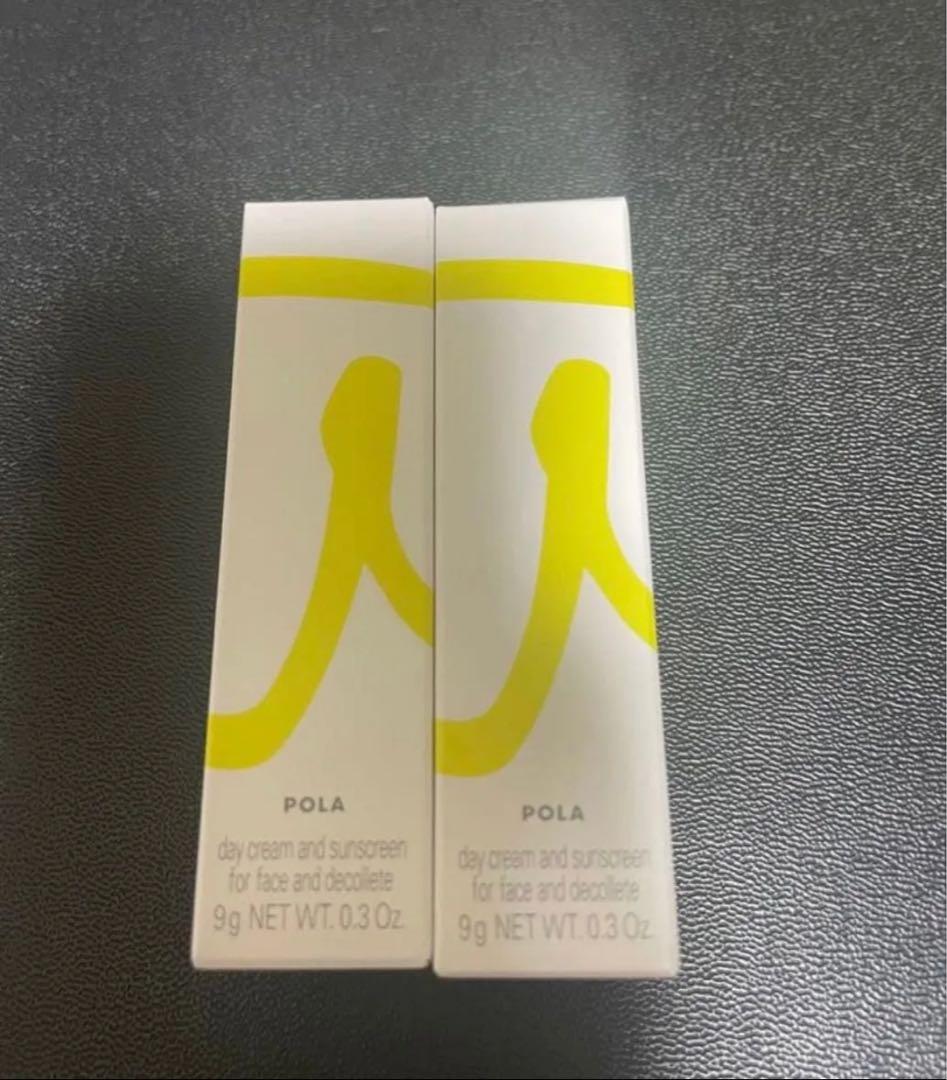 POLA
day cream and sunscreen
for face and decollete
9g NET WT. 0.3 Oz.
POLA
day cream and sunscreen
for face and decollete
9g NET WT. 0.3 Oz.